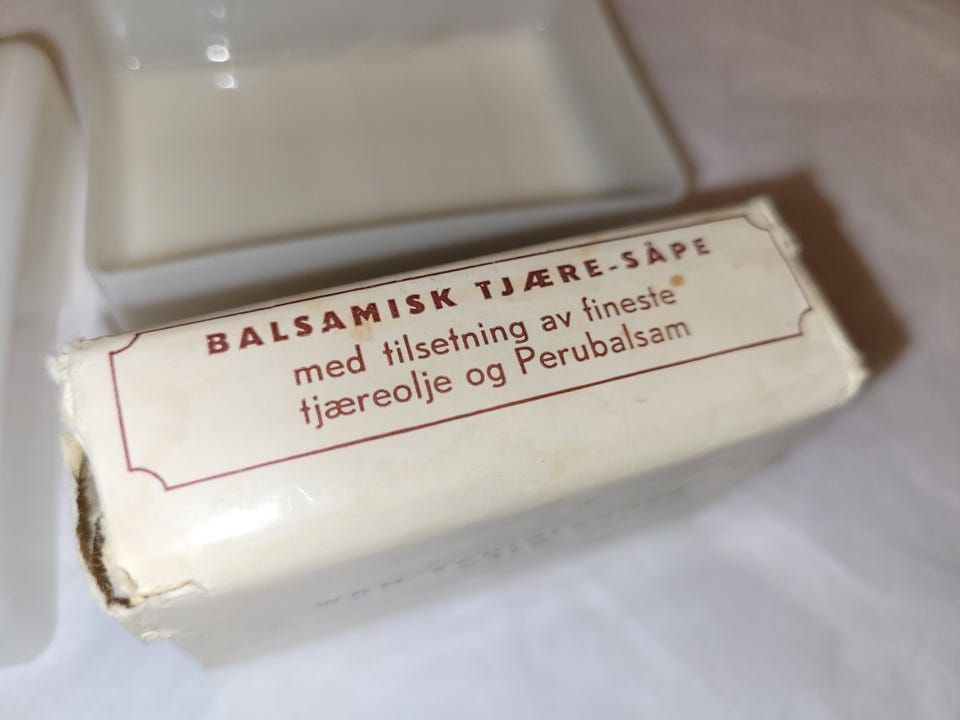 BALSAMISK TJÆRE-SÅPE
med tilsetning av fineste
tjæreolje og Perubalsam